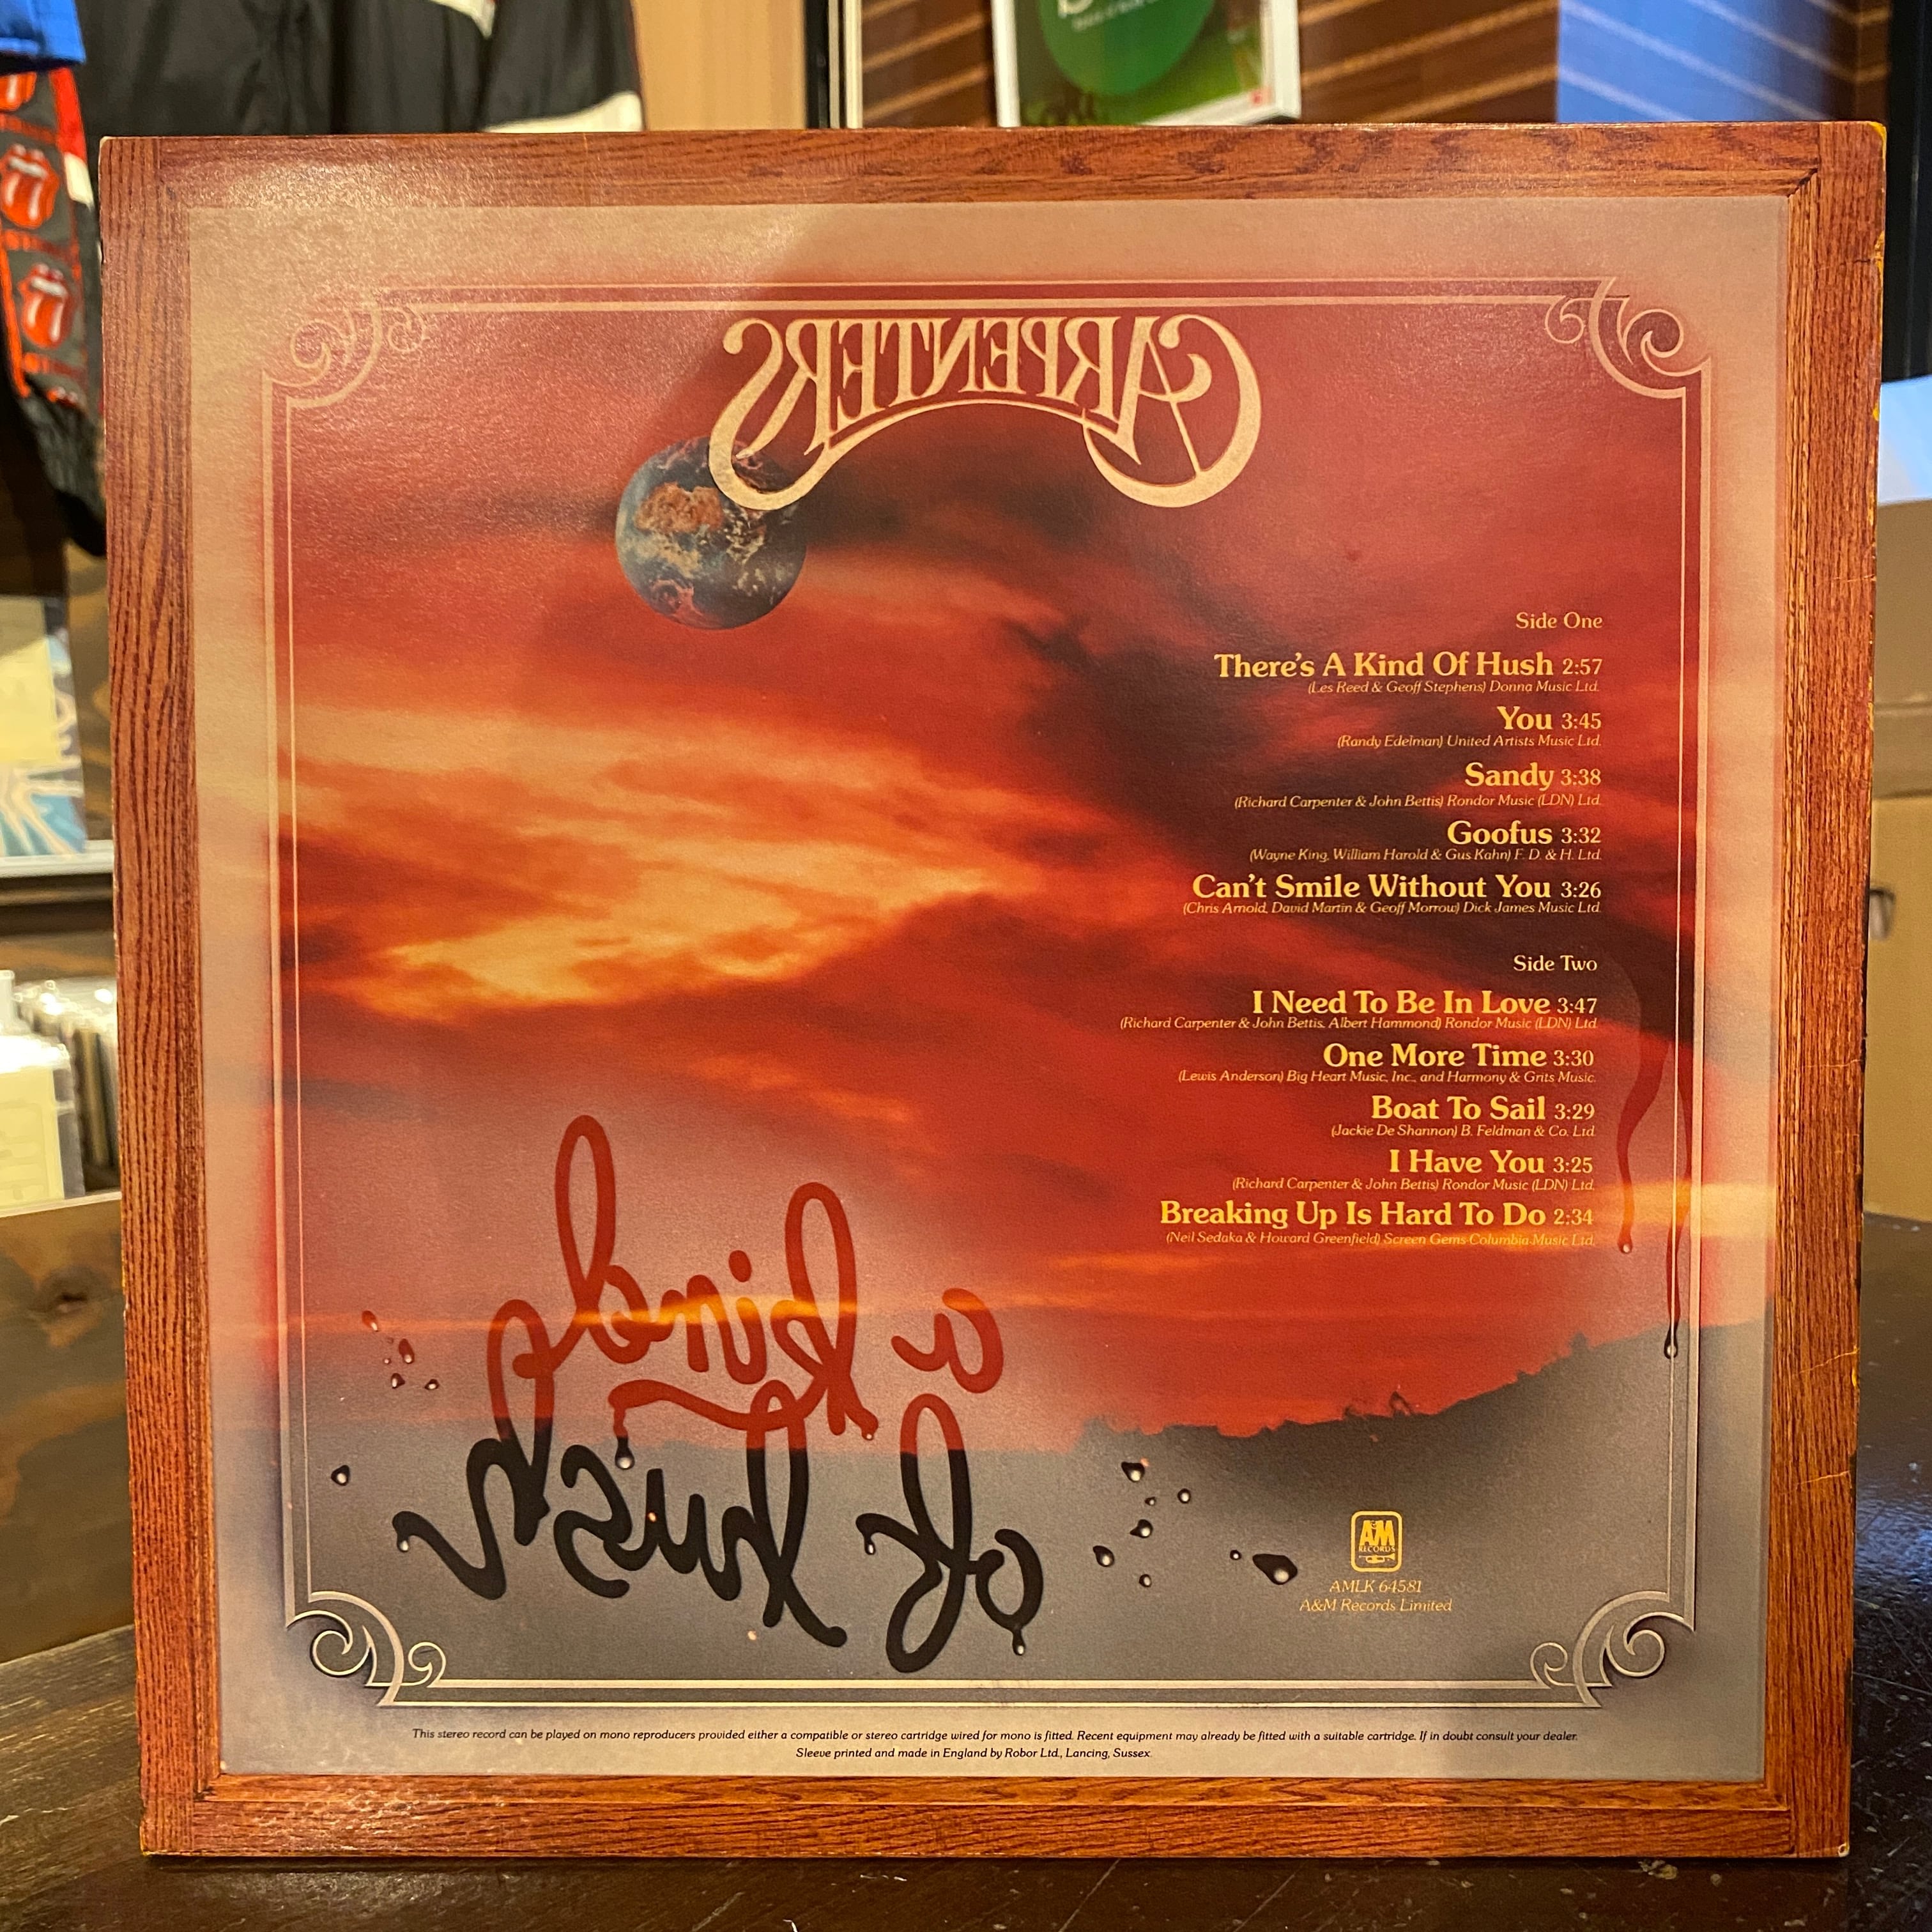 CARPENTERS
Side One
There's A Kind Of Hush 2:57
(Les Reed & Geoff Stephens) Donna Music Ltd.
You 3:45
(Randy Edelman) United Artists Music Ltd.
Sandy 3:38
(Richard Carpenter & John Bettis) Rondor Music (LDN) Ltd.
Goofus 3:32
(Wayne King, William Harold & Gus Kahn) F. D. & H. Ltd.
Can't Smile Without You 3:26
(Chris Arnold, David Martin & Geoff Morrow) Dick James Music Ltd.
Side Two
I Need To Be In Love 3:47
(Richard Carpenter & John Bettis, Albert Hammond) Rondor Music (LDN) Ltd.
One More Time 3:30
(Lewis Anderson) Big Heart Music, Inc., and Harmony & Grits Music.
Boat To Sail 3:29
(Jackie De Shannon) B. Feldman & Co. Ltd.
I Have You 3:25
(Richard Carpenter & John Bettis) Rondor Music (LDN) Ltd.
Breaking Up Is Hard To Do 2:34
(Neil Sedaka & Howard Greenfield) Screen Gems-Columbia Music Ltd.
a kind
of hush
A&M
RECORDS
AMLK 64581
A&M Records Limited
This stereo record can be played on mono reproducers provided either a compatible or stereo cartridge wired for mono is fitted. Recent equipment may already be fitted with a suitable cartridge. If in doubt consult your dealer.
Sleeve printed and made in England by Robor Ltd., Lancing, Sussex.